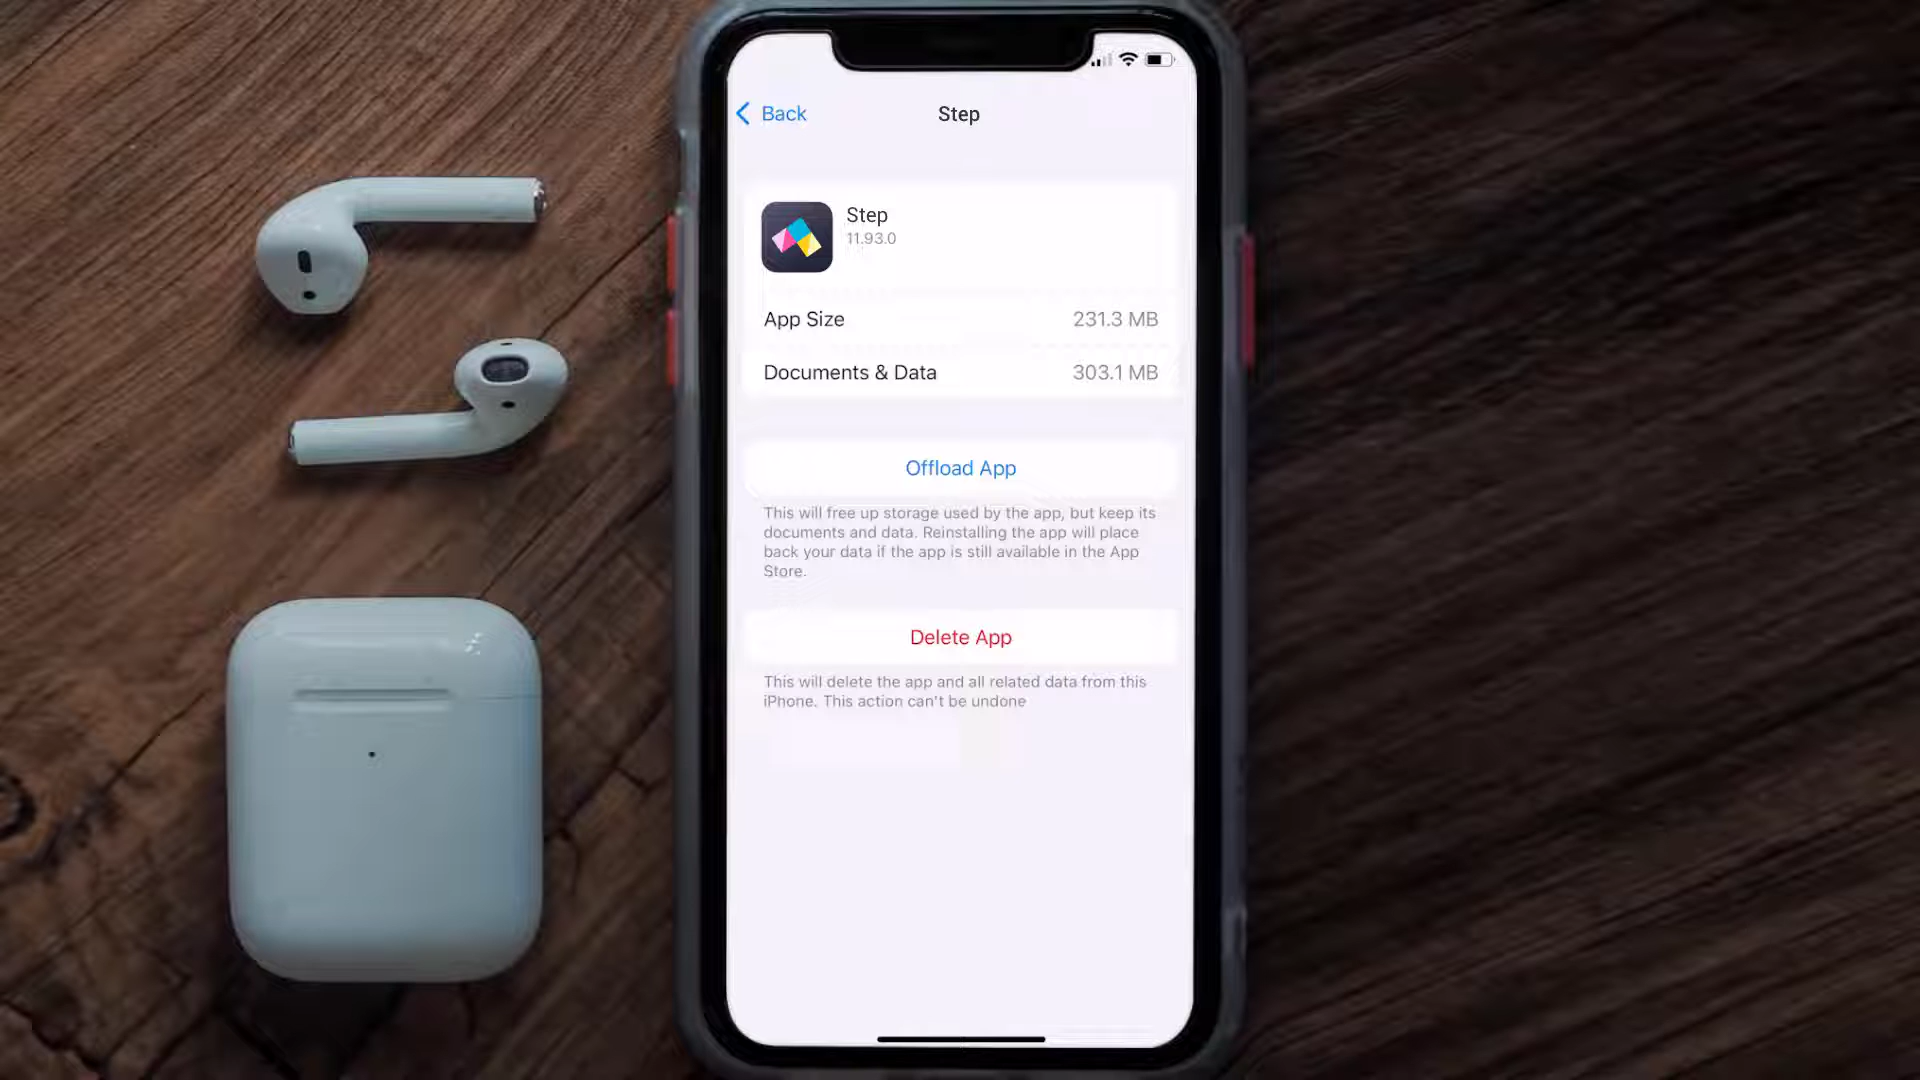 Back
Step
Step
11.93.0
App Size 231.3 MB
Documents & Data 303.1 MB
Offload App
This will free up storage used by the app, but keep its
documents and data. Reinstalling the app will place
back your data if the app is still available in the App
Store.
Delete App
This will delete the app and all related data from this
iPhone. This action can't be undone